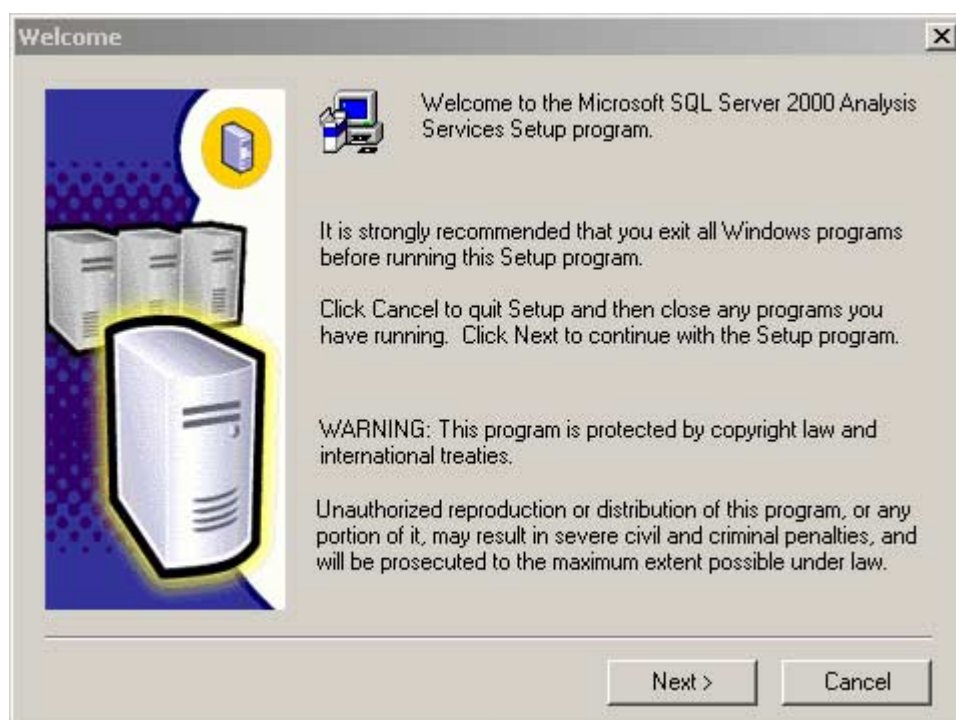 Welcome
Welcome to the Microsoft SQL Server 2000 Analysis
Services Setup program.
It is strongly recommended that you exit all Windows programs
before running this Setup program.
Click Cancel to quit Setup and then close any programs you
have running.  Click Next to continue with the Setup program.
WARNING: This program is protected by copyright law and
international treaties.
Unauthorized reproduction or distribution of this program, or any
portion of it, may result in severe civil and criminal penalties, and
will be prosecuted to the maximum extent possible under law.
Next >
Cancel